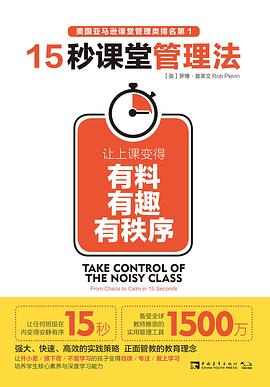 美国亚马逊课堂管理类排名第 1
15秒课堂管理法
【英】罗博·普莱文 Rob Plevin
让上课变得
有料
有趣
有秩序
TAKE CONTROL OF
THE NOISY CLASS
From Chaos to Calm in 15 Seconds
让任何班级在
内变得安静有序
15秒
备受全球
教师推崇的
实用管理工具
1500万
强大、快速、高效的实践策略 正面管教的教育理念
让开小差/接下茬/不爱学习的孩子变得自律/专注/爱上学习
培养学生核心素养与深度学习能力
中国青年出版社